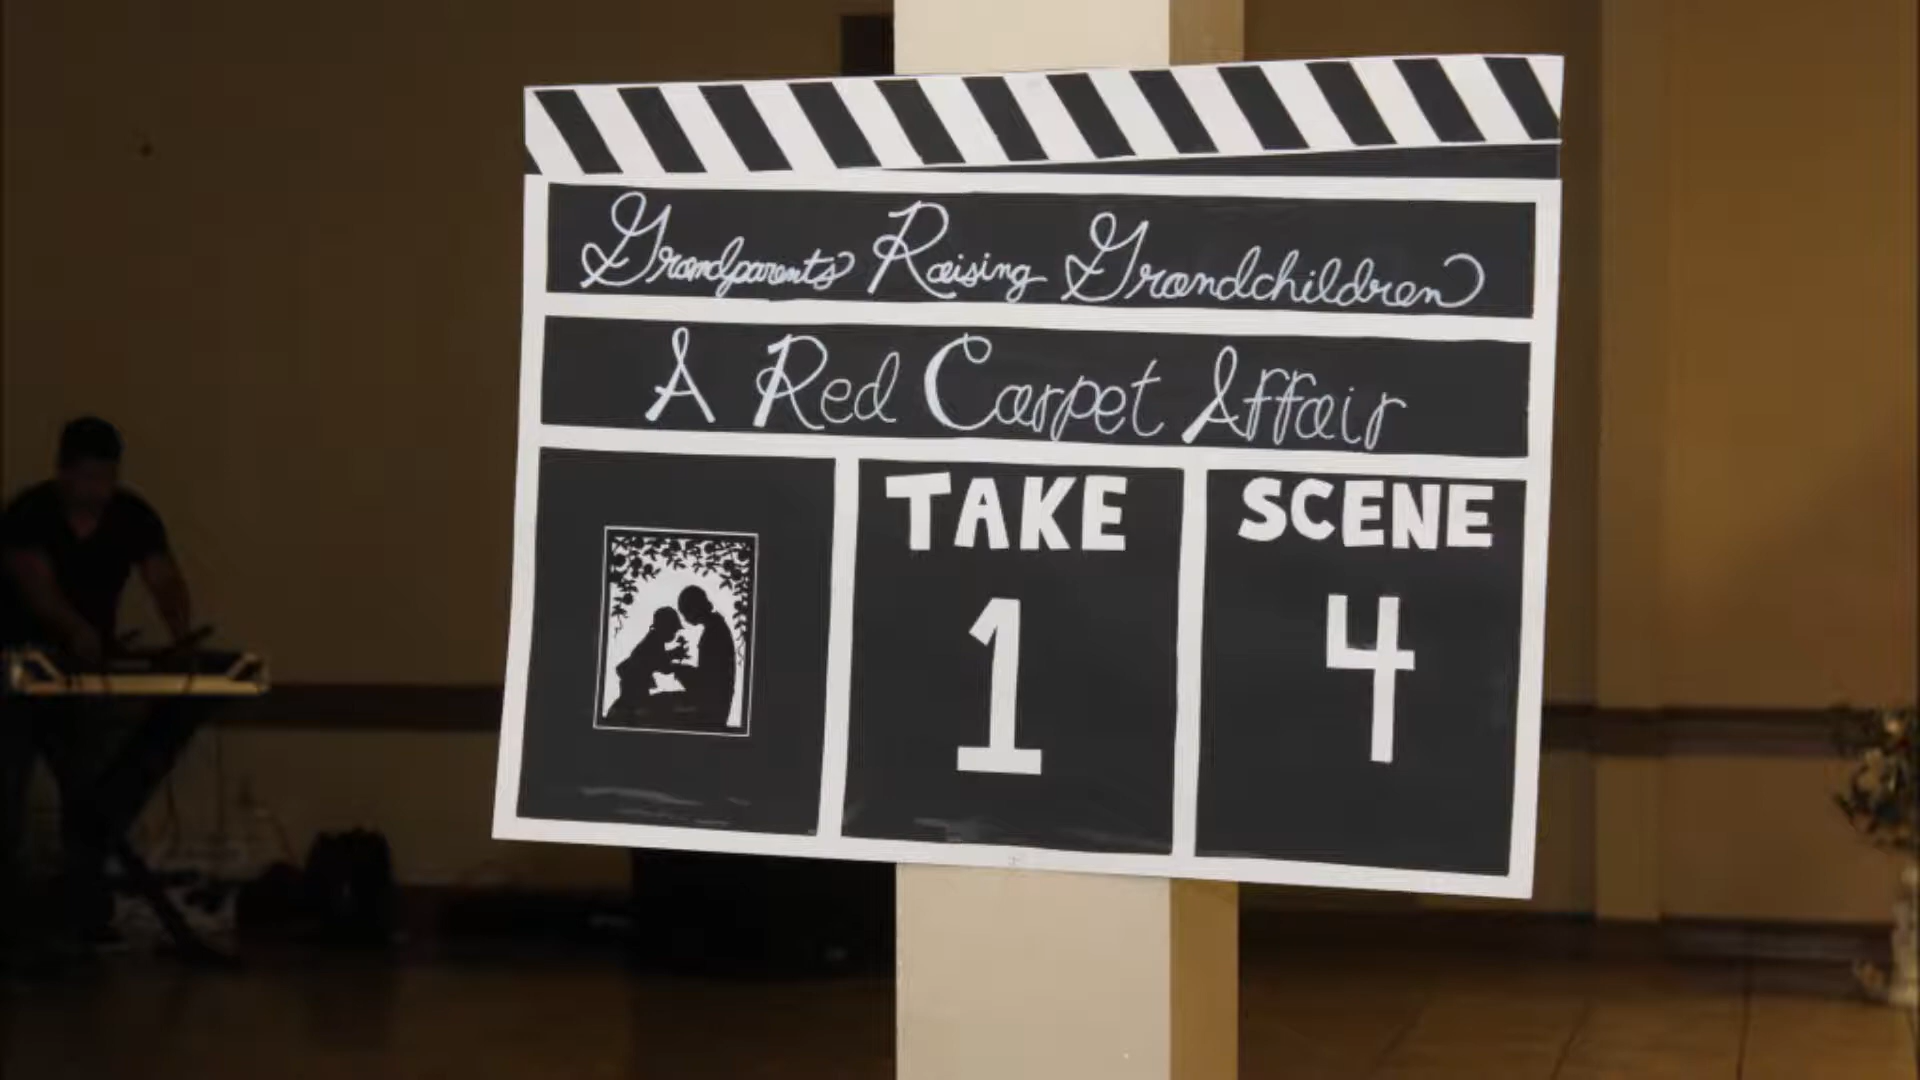 Grandparents Raising Grandchildren
A Red Carpet Affair
TAKE
1
SCENE
4